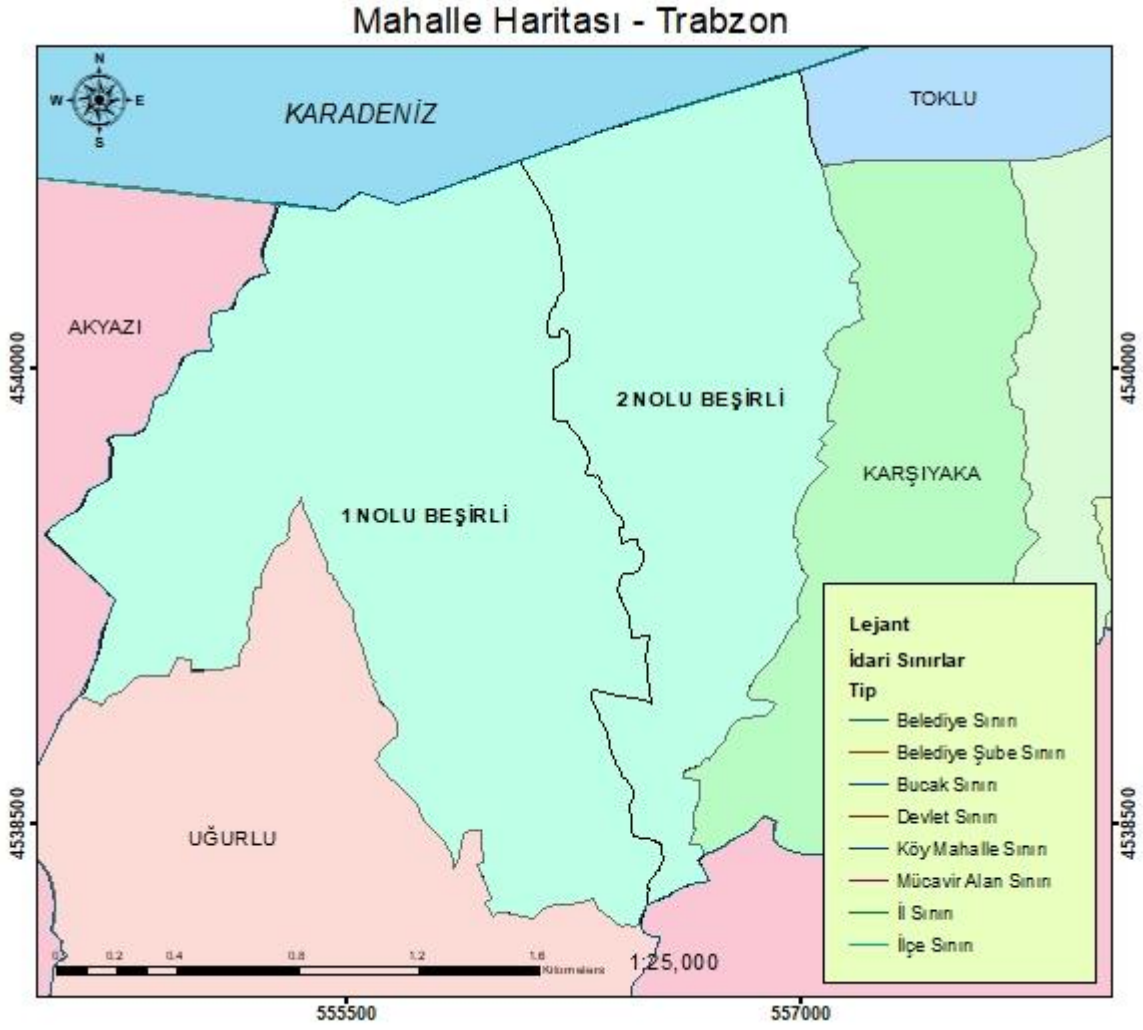 Mahalle Haritası - Trabzon
N
W E
S
KARADENİZ
TOKLU
AKYAZI
4540000
4540000
2 NOLU BEŞİRLİ
KARŞIYAKA
1 NOLU BEŞİRLİ
Lejant
İdari Sınırlar
Tip
Belediye Sınırı
Belediye Şube Sınırı
Bucak Sınırı
Devlet Sınırı
Köy Mahalle Sınırı
Mücavir Alan Sınırı
İl Sınırı
İlçe Sınırı
4538500
4538500
UĞURLU
0 0.2 0.4 0.8 1.2 1.6
Kilometers
1:25,000
555500
557000